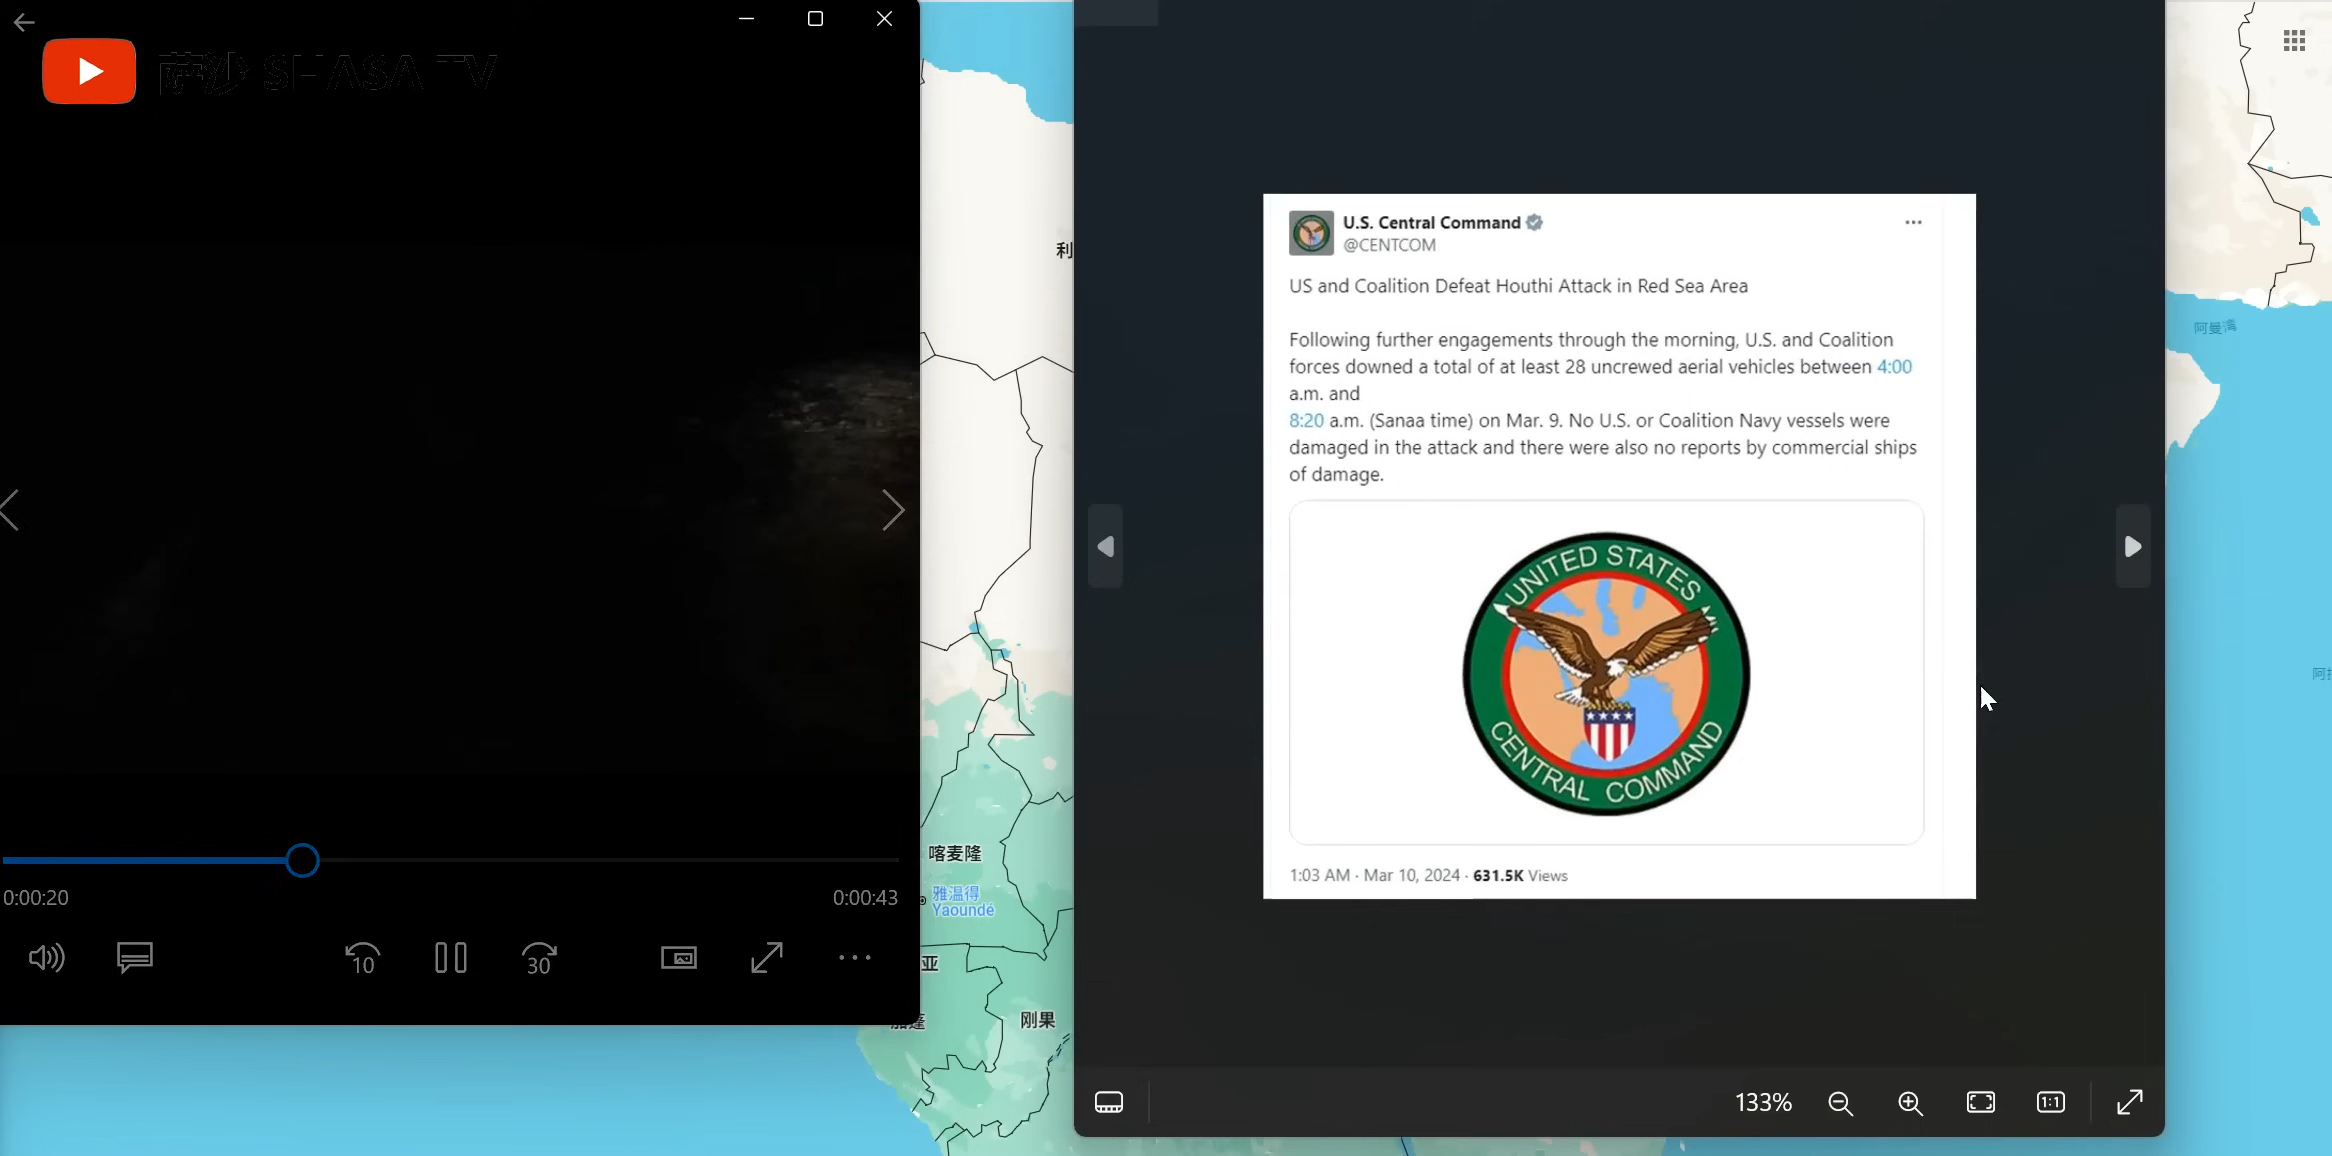 萨沙 SHASA TV
利
阿曼湾
U.S. Central Command
@CENTCOM
US and Coalition Defeat Houthi Attack in Red Sea Area
Following further engagements through the morning, U.S. and Coalition
forces downed a total of at least 28 uncrewed aerial vehicles between 4:00
a.m. and
8:20 a.m. (Sanaa time) on Mar. 9. No U.S. or Coalition Navy vessels were
damaged in the attack and there were also no reports by commercial ships
of damage.
UNITED STATES
CENTRAL COMMAND
1:03 AM · Mar 10, 2024 · 631.5K Views
0:00:20
0:00:43
10
30
喀麦隆
雅温得
Yaoundé
亚
加蓬
刚果
133%
1:1